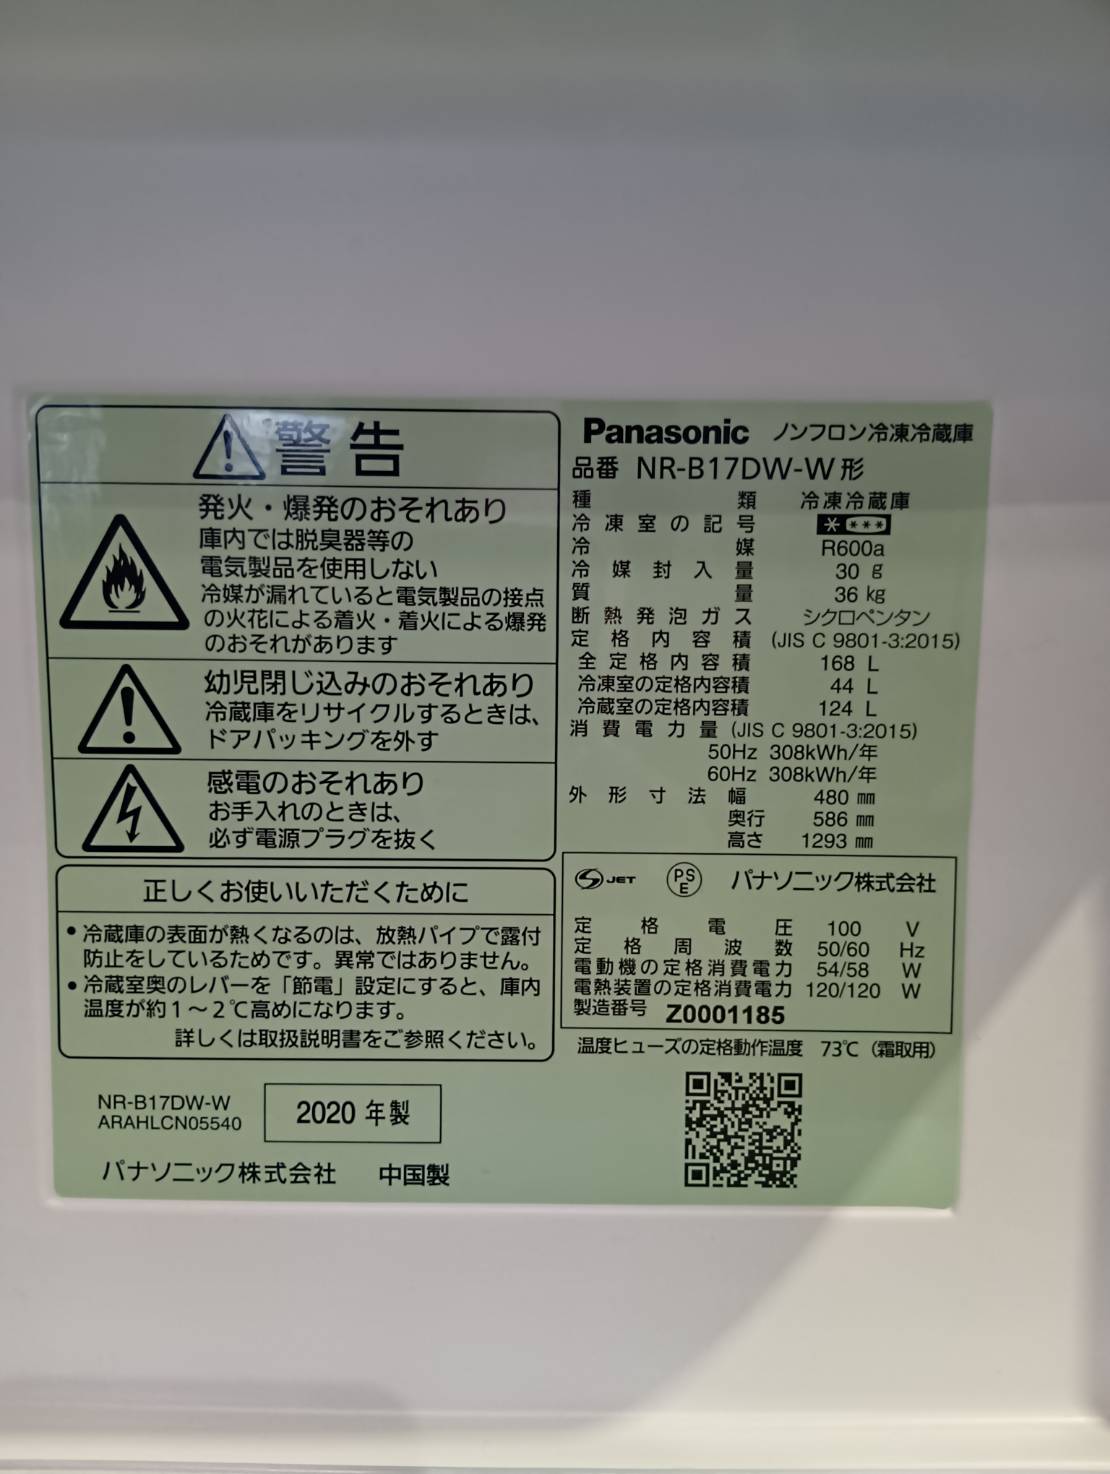 警告
発火・爆発のおそれあり
庫内では脱臭器等の
電気製品を使用しない
冷媒が漏れていると電気製品の接点
の火花による着火・着火による爆発
のおそれがあります
幼児閉じ込みのおそれあり
冷蔵庫をリサイクルするときは、
ドアパッキングを外す
感電のおそれあり
お手入れのときは、
必ず電源プラグを抜く
正しくお使いいただくために
・冷蔵庫の表面が熱くなるのは、放熱パイプで露付
防止をしているためです。異常ではありません。
・冷蔵室奥のレバーを「節電」設定にすると、庫内
温度が約1～2℃高めになります。
詳しくは取扱説明書をご参照ください。
NR-B17DW-W
ARAHLCN05540
2020年製
パナソニック株式会社 中国製
Panasonic ノンフロン冷凍冷蔵庫
品番 NR-B17DW-W形
種類 冷凍冷蔵庫
冷凍室の記号 * ***
冷媒 R600a
冷媒封入量 30 g
質量 36 kg
断熱発泡ガス シクロペンタン
定格内容積 (JIS C 9801-3:2015)
全定格内容積 168 L
冷凍室の定格内容積 44 L
冷蔵室の定格内容積 124 L
消費電力量 (JIS C 9801-3:2015)
50Hz 308kWh/年
60Hz 308kWh/年
外形寸法 幅 480 mm
奥行 586 mm
高さ 1293 mm
JET PSE パナソニック株式会社
定格電圧 100 V
定格周波数 50/60 Hz
電動機の定格消費電力 54/58 W
電熱装置の定格消費電力 120/120 W
製造番号 Z0001185
温度ヒューズの定格動作温度 73℃(霜取用)